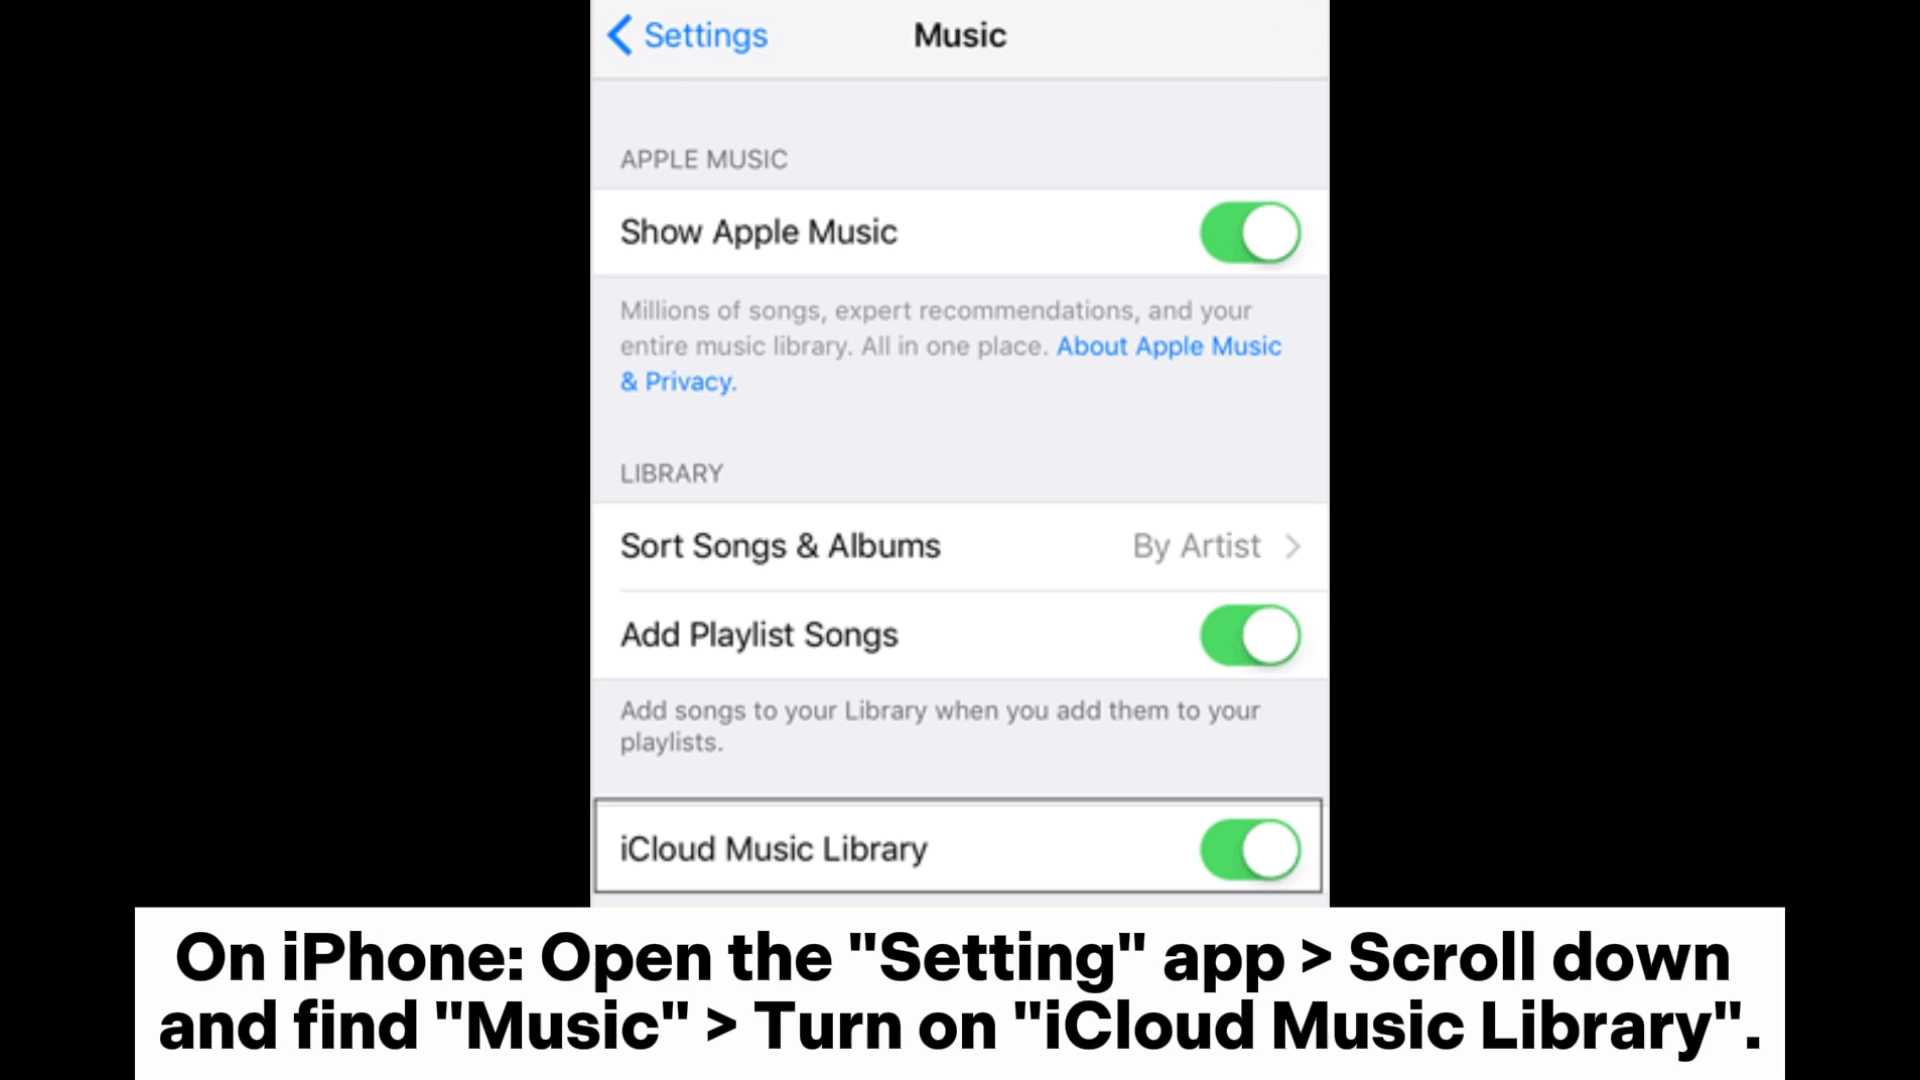 Settings
Music
APPLE MUSIC
Show Apple Music
Millions of songs, expert recommendations, and your
entire music library. All in one place. About Apple Music
& Privacy.
LIBRARY
Sort Songs & Albums By Artist
Add Playlist Songs
Add songs to your Library when you add them to your
playlists.
iCloud Music Library
On iPhone: Open the "Setting" app > Scroll down
and find "Music" > Turn on "iCloud Music Library".